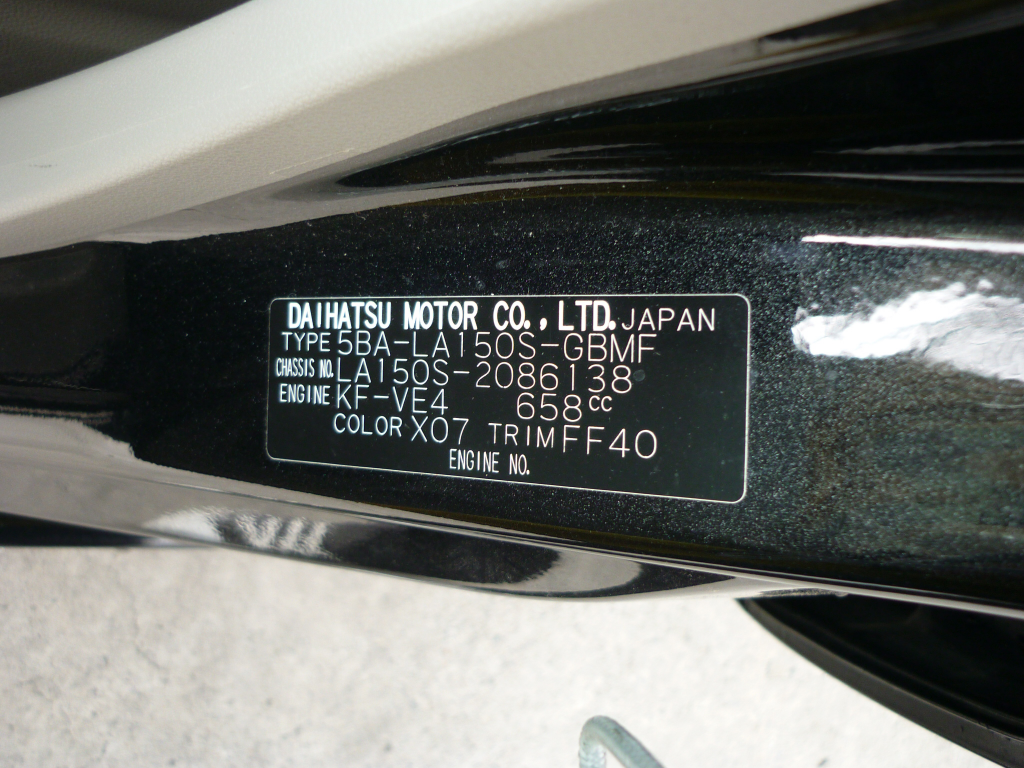 DAIHATSU MOTOR CO., LTD. JAPAN
TYPE 5BA-LA150S-GBMF
CHASSIS NO. LA150S-2086138
ENGINE KF-VE4 658cc
COLOR X07 TRIM FF40
ENGINE NO.